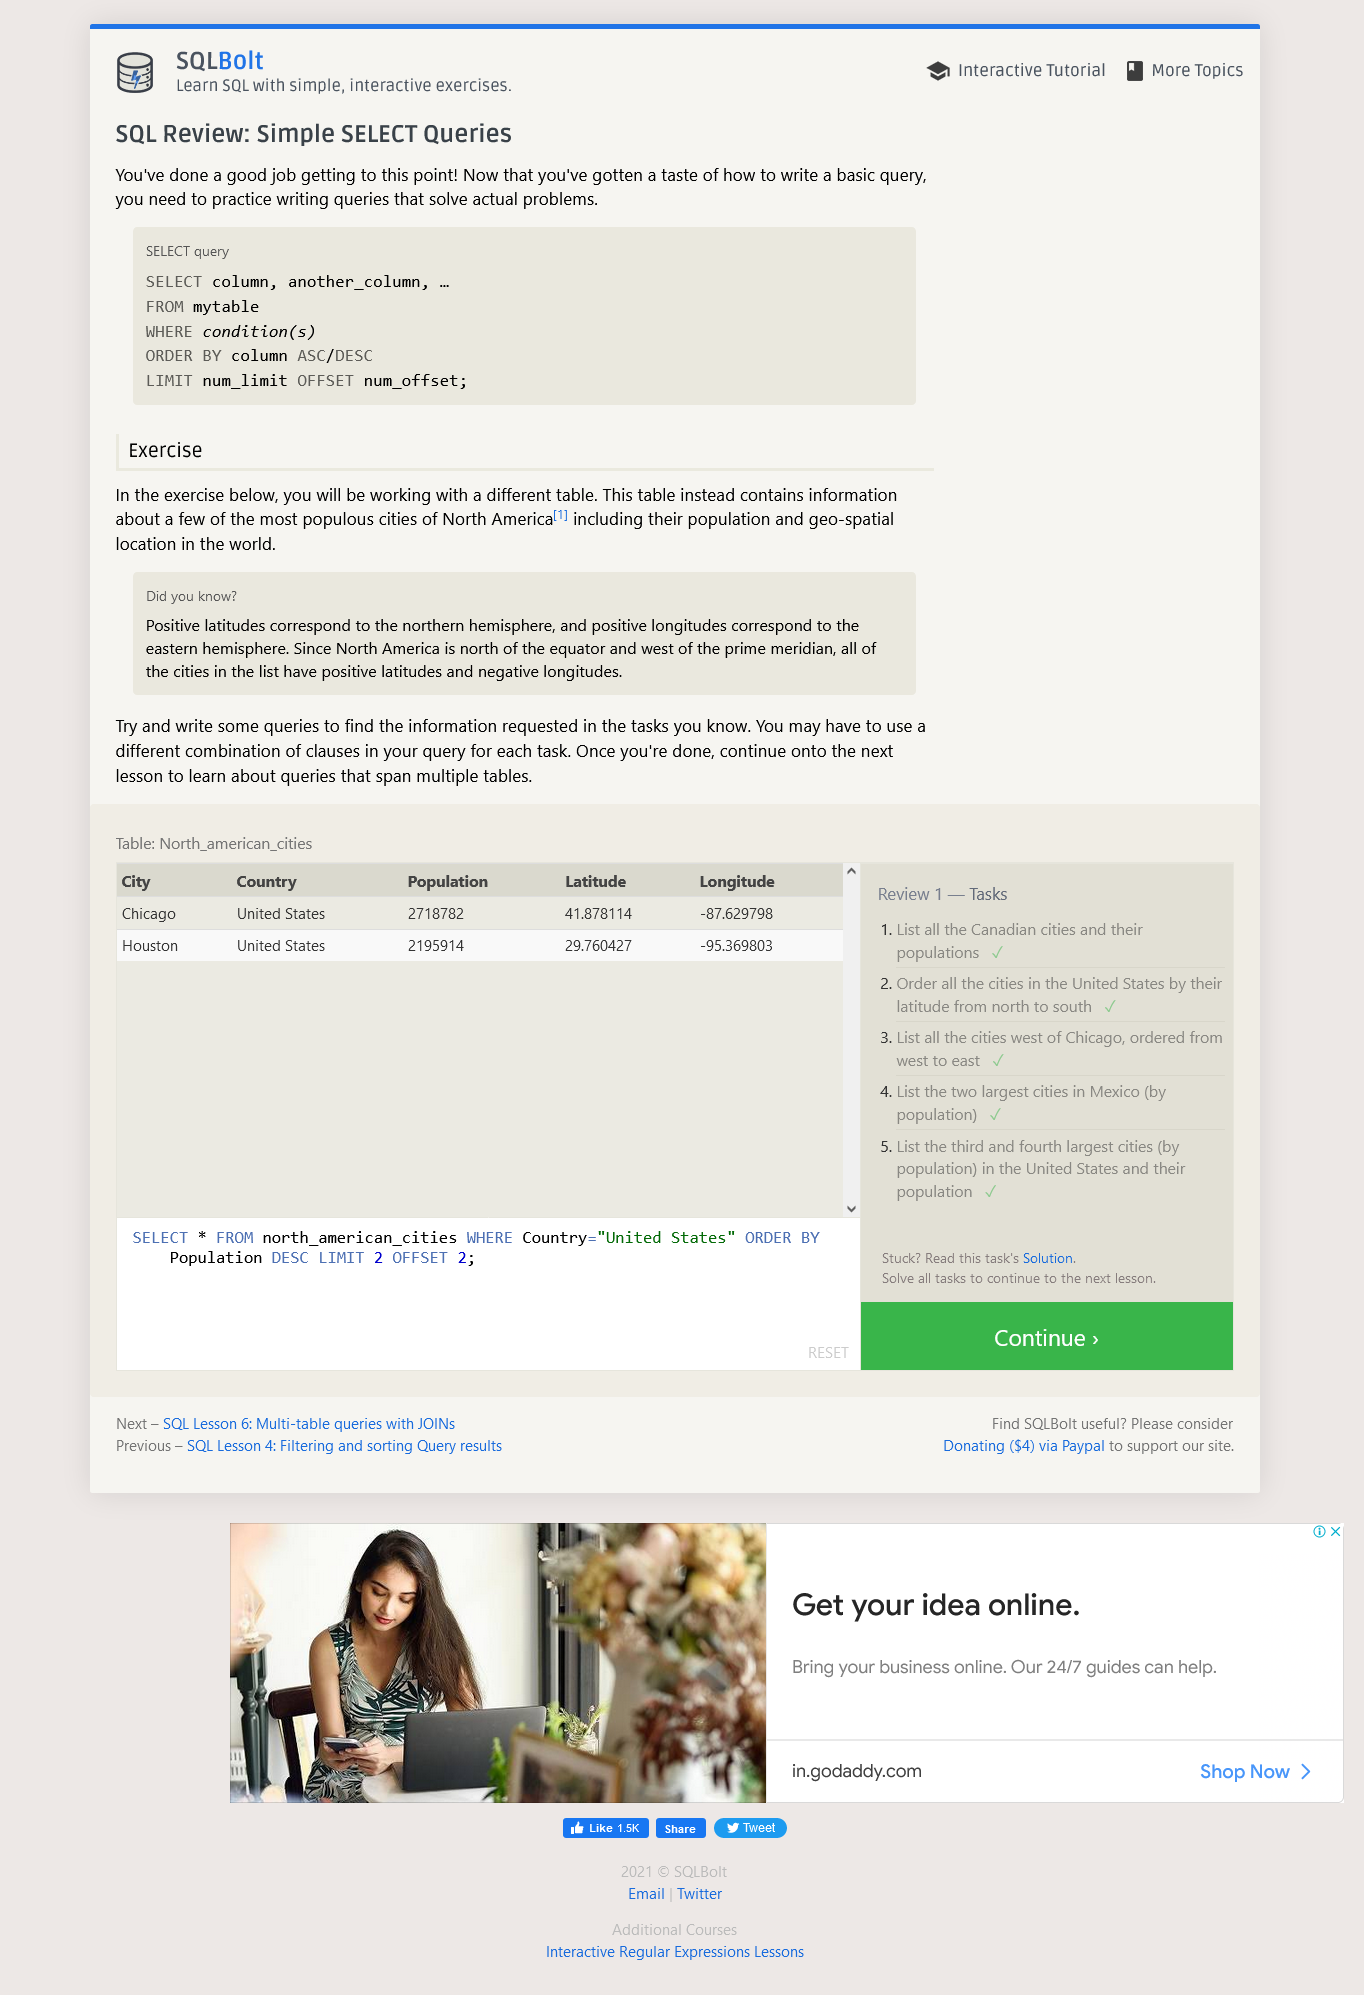 SQLBolt
Learn SQL with simple, interactive exercises.
Interactive Tutorial
More Topics
SQL Review: Simple SELECT Queries
You've done a good job getting to this point! Now that you've gotten a taste of how to write a basic query,
you need to practice writing queries that solve actual problems.
SELECT query
SELECT column, another_column, …
FROM mytable
WHERE condition(s)
ORDER BY column ASC/DESC
LIMIT num_limit OFFSET num_offset;
Exercise
In the exercise below, you will be working with a different table. This table instead contains information
about a few of the most populous cities of North America[1] including their population and geo-spatial
location in the world.
Did you know?
Positive latitudes correspond to the northern hemisphere, and positive longitudes correspond to the
eastern hemisphere. Since North America is north of the equator and west of the prime meridian, all of
the cities in the list have positive latitudes and negative longitudes.
Try and write some queries to find the information requested in the tasks you know. You may have to use a
different combination of clauses in your query for each task. Once you're done, continue onto the next
lesson to learn about queries that span multiple tables.
Table: North_american_cities
City Country Population Latitude Longitude
Chicago United States 2718782 41.878114 -87.629798
Houston United States 2195914 29.760427 -95.369803
SELECT * FROM north_american_cities WHERE Country="United States" ORDER BY
Population DESC LIMIT 2 OFFSET 2;
RESET
Review 1 — Tasks
1. List all the Canadian cities and their
populations ✓
2. Order all the cities in the United States by their
latitude from north to south ✓
3. List all the cities west of Chicago, ordered from
west to east ✓
4. List the two largest cities in Mexico (by
population) ✓
5. List the third and fourth largest cities (by
population) in the United States and their
population ✓
Stuck? Read this task's Solution.
Solve all tasks to continue to the next lesson.
Continue ›
Next – SQL Lesson 6: Multi-table queries with JOINs
Previous – SQL Lesson 4: Filtering and sorting Query results
Find SQLBolt useful? Please consider
Donating ($4) via Paypal to support our site.
Get your idea online.
Bring your business online. Our 24/7 guides can help.
in.godaddy.com
Shop Now
Like 1.5K
Share
Tweet
2021 © SQLBolt
Email | Twitter
Additional Courses
Interactive Regular Expressions Lessons